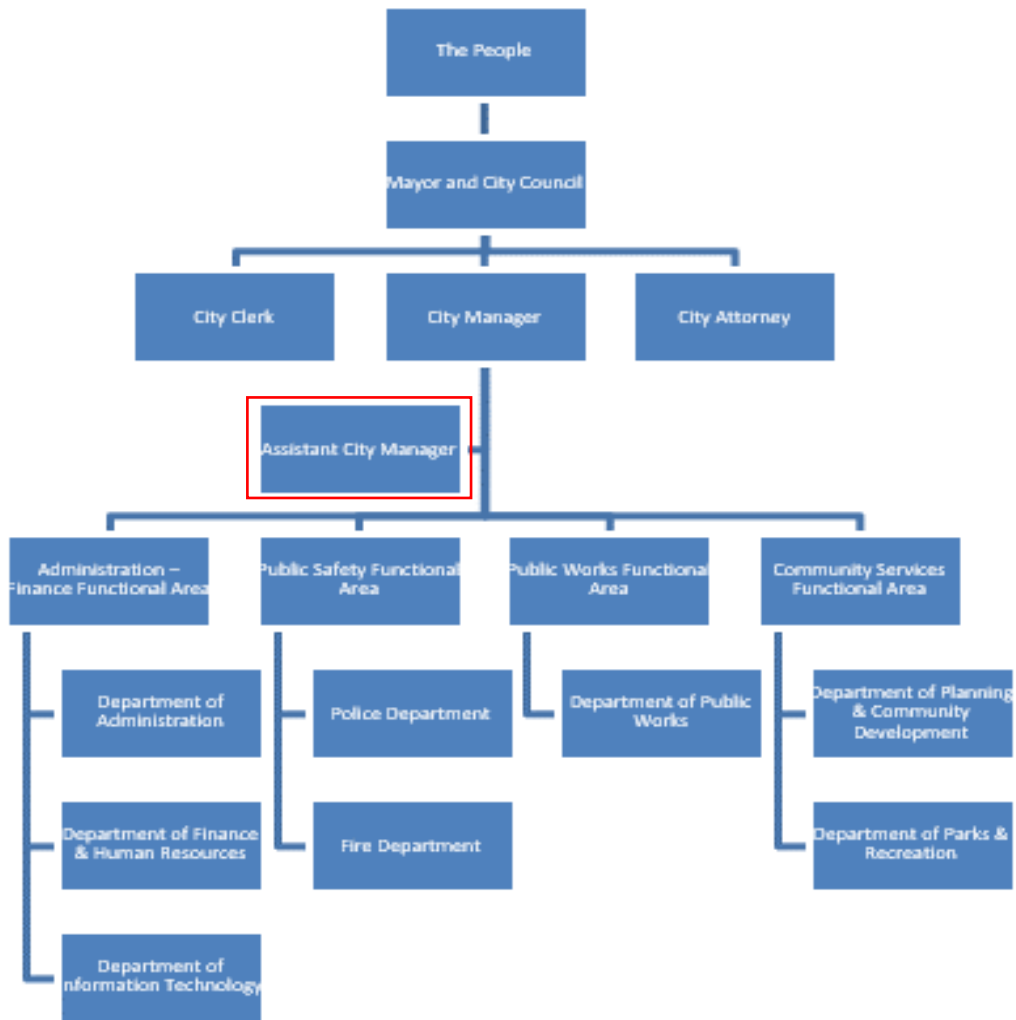 The People
Mayor and City Council
City Clerk
City Manager
City Attorney
Assistant City Manager
Administration –
Finance Functional Area
Public Safety Functional
Area
Public Works Functional
Area
Community Services
Functional Area
Department of
Administration
Police Department
Department of Public
Works
Department of Planning
& Community
Development
Department of Finance
& Human Resources
Fire Department
Department of Parks &
Recreation
Department of
Information Technology